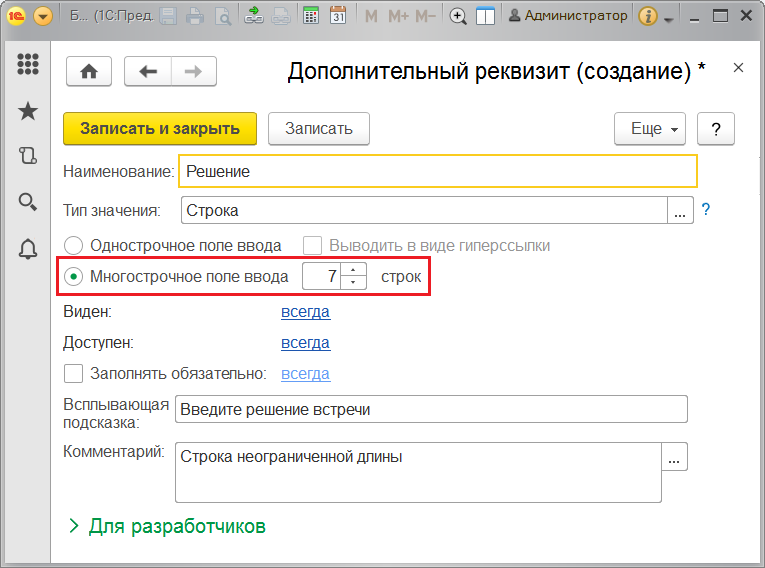 1С Б... (1С:Пред. 31 M M+ M− Администратор i
Дополнительный реквизит (создание) *
Записать и закрыть Записать Еще ?
Наименование: Решение
Тип значения: Строка ... ?
Однострочное поле ввода Выводить в виде гиперссылки
Многострочное поле ввода 7 строк
Виден: всегда
Доступен: всегда
Заполнять обязательно: всегда
Всплывающая
подсказка: Введите решение встречи
Комментарий: Строка неограниченной длины ...
Для разработчиков